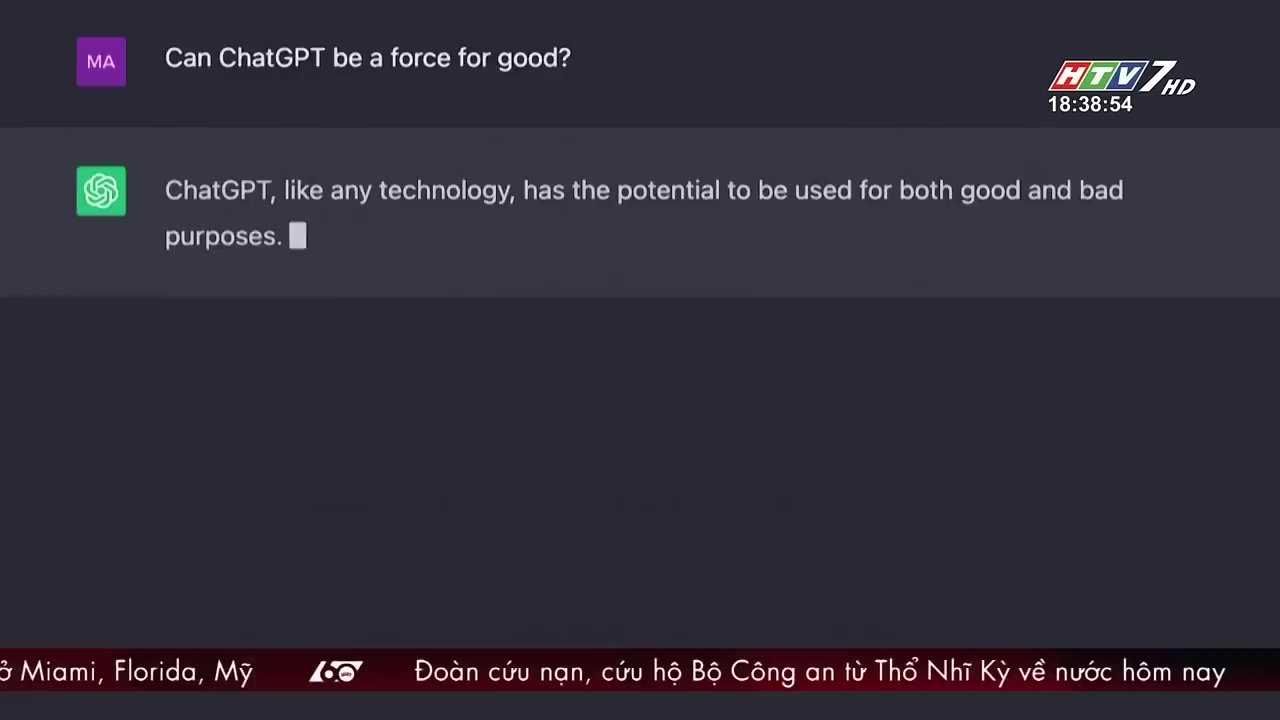 MA
Can ChatGPT be a force for good?
HTV7 HD
18:38:54
ChatGPT, like any technology, has the potential to be used for both good and bad
purposes.
ở Miami, Florida, Mỹ
60
Đoàn cứu nạn, cứu hộ Bộ Công an từ Thổ Nhĩ Kỳ về nước hôm nay